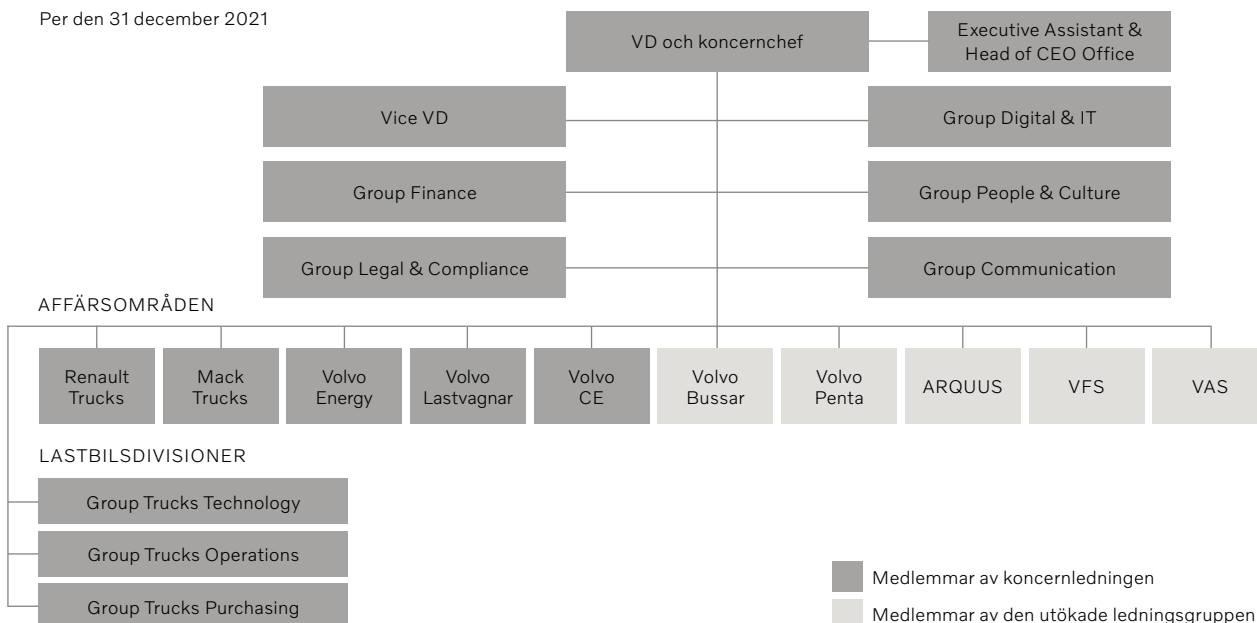 Per den 31 december 2021
VD och koncernchef
Executive Assistant &
Head of CEO Office
Vice VD
Group Digital & IT
Group Finance
Group People & Culture
Group Legal & Compliance
Group Communication
AFFÄRSOMRÅDEN
Renault
Trucks
Mack
Trucks
Volvo
Energy
Volvo
Lastvagnar
Volvo
CE
Volvo
Bussar
Volvo
Penta
ARQUUS
VFS
VAS
LASTBILSDIVISIONER
Group Trucks Technology
Group Trucks Operations
Group Trucks Purchasing
Medlemmar av koncernledningen
Medlemmar av den utökade ledningsgruppen